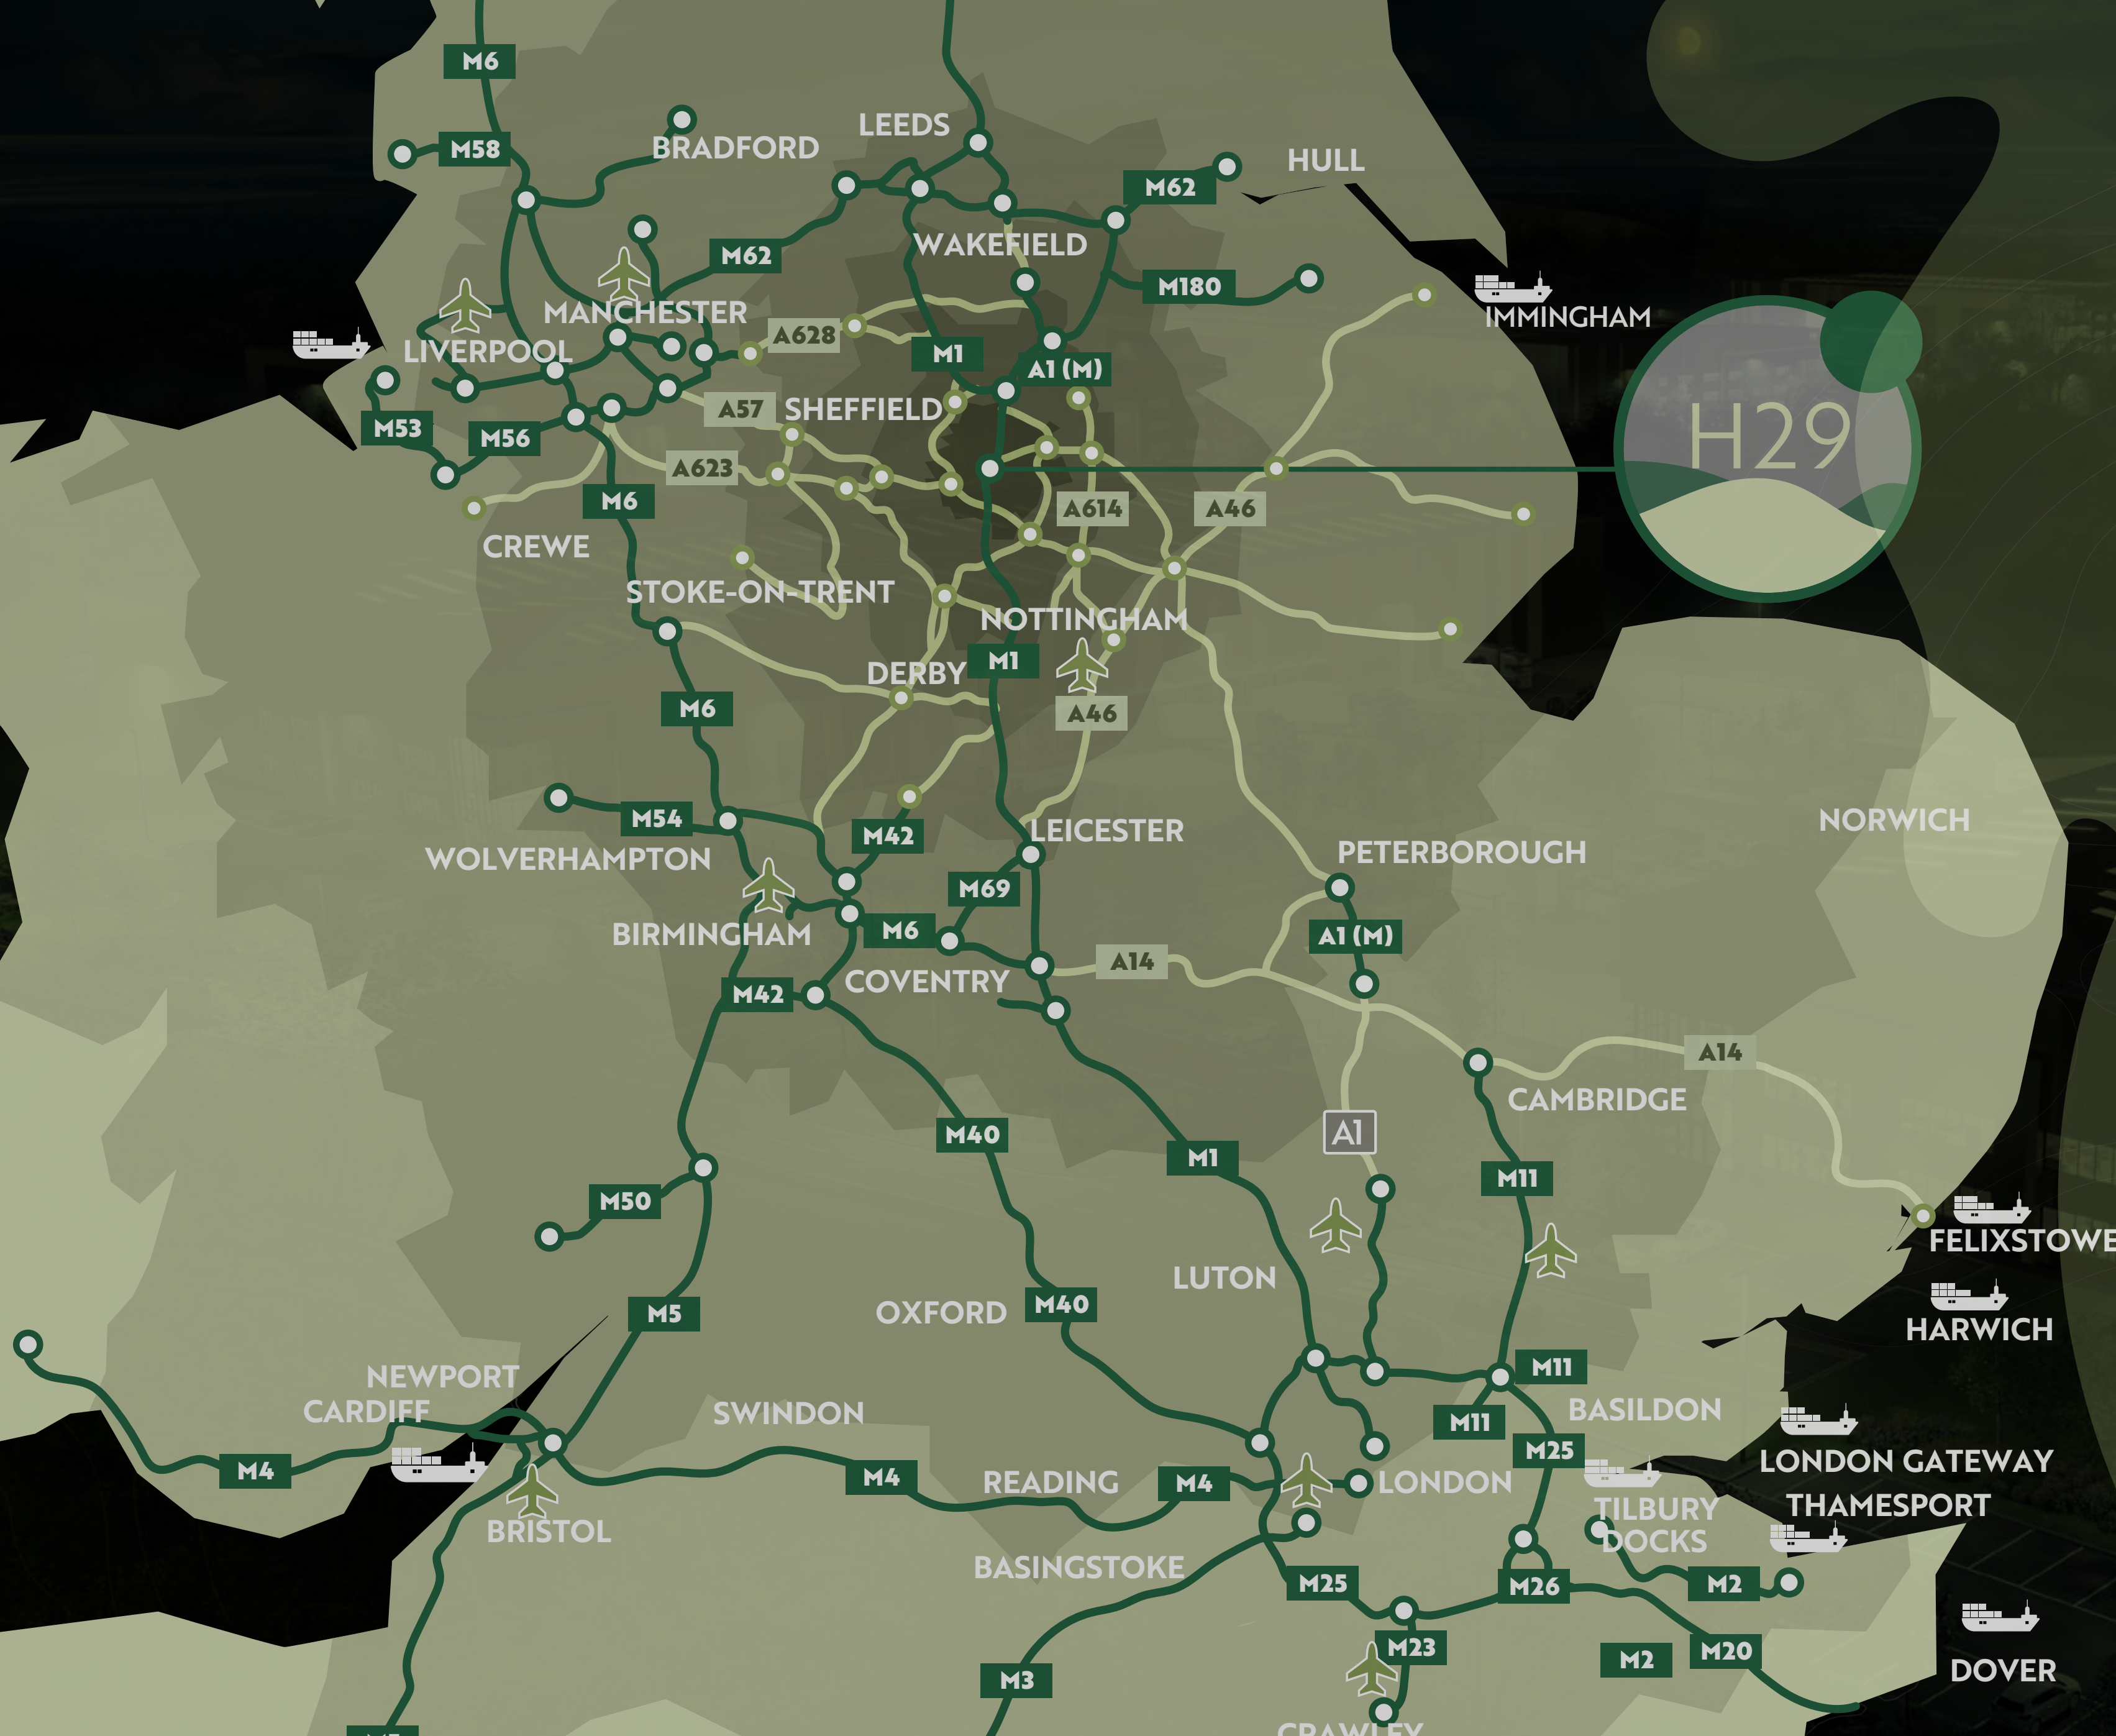 M6
LEEDS
M58
BRADFORD
HULL
M62
WAKEFIELD
M62
M180
MANCHESTER
IMMINGHAM
A628
LIVERPOOL
M1
A1 (M)
A57
SHEFFIELD
M53
M56
H29
A623
M6
A614
A46
CREWE
STOKE-ON-TRENT
NOTTINGHAM
M1
DERBY
M6
A46
M54
NORWICH
M42
LEICESTER
WOLVERHAMPTON
PETERBOROUGH
M69
BIRMINGHAM
M6
A1 (M)
A14
COVENTRY
M42
A14
CAMBRIDGE
M40
A1
M1
M11
M50
FELIXSTOWE
LUTON
M40
OXFORD
M5
HARWICH
NEWPORT
M11
CARDIFF
SWINDON
BASILDON
M11
M25
LONDON GATEWAY
M4
M4
READING
M4
LONDON
TILBURY
DOCKS
THAMESPORT
BRISTOL
BASINGSTOKE
M25
M26
M2
M23
M2
M20
DOVER
M3
CRAWLEY